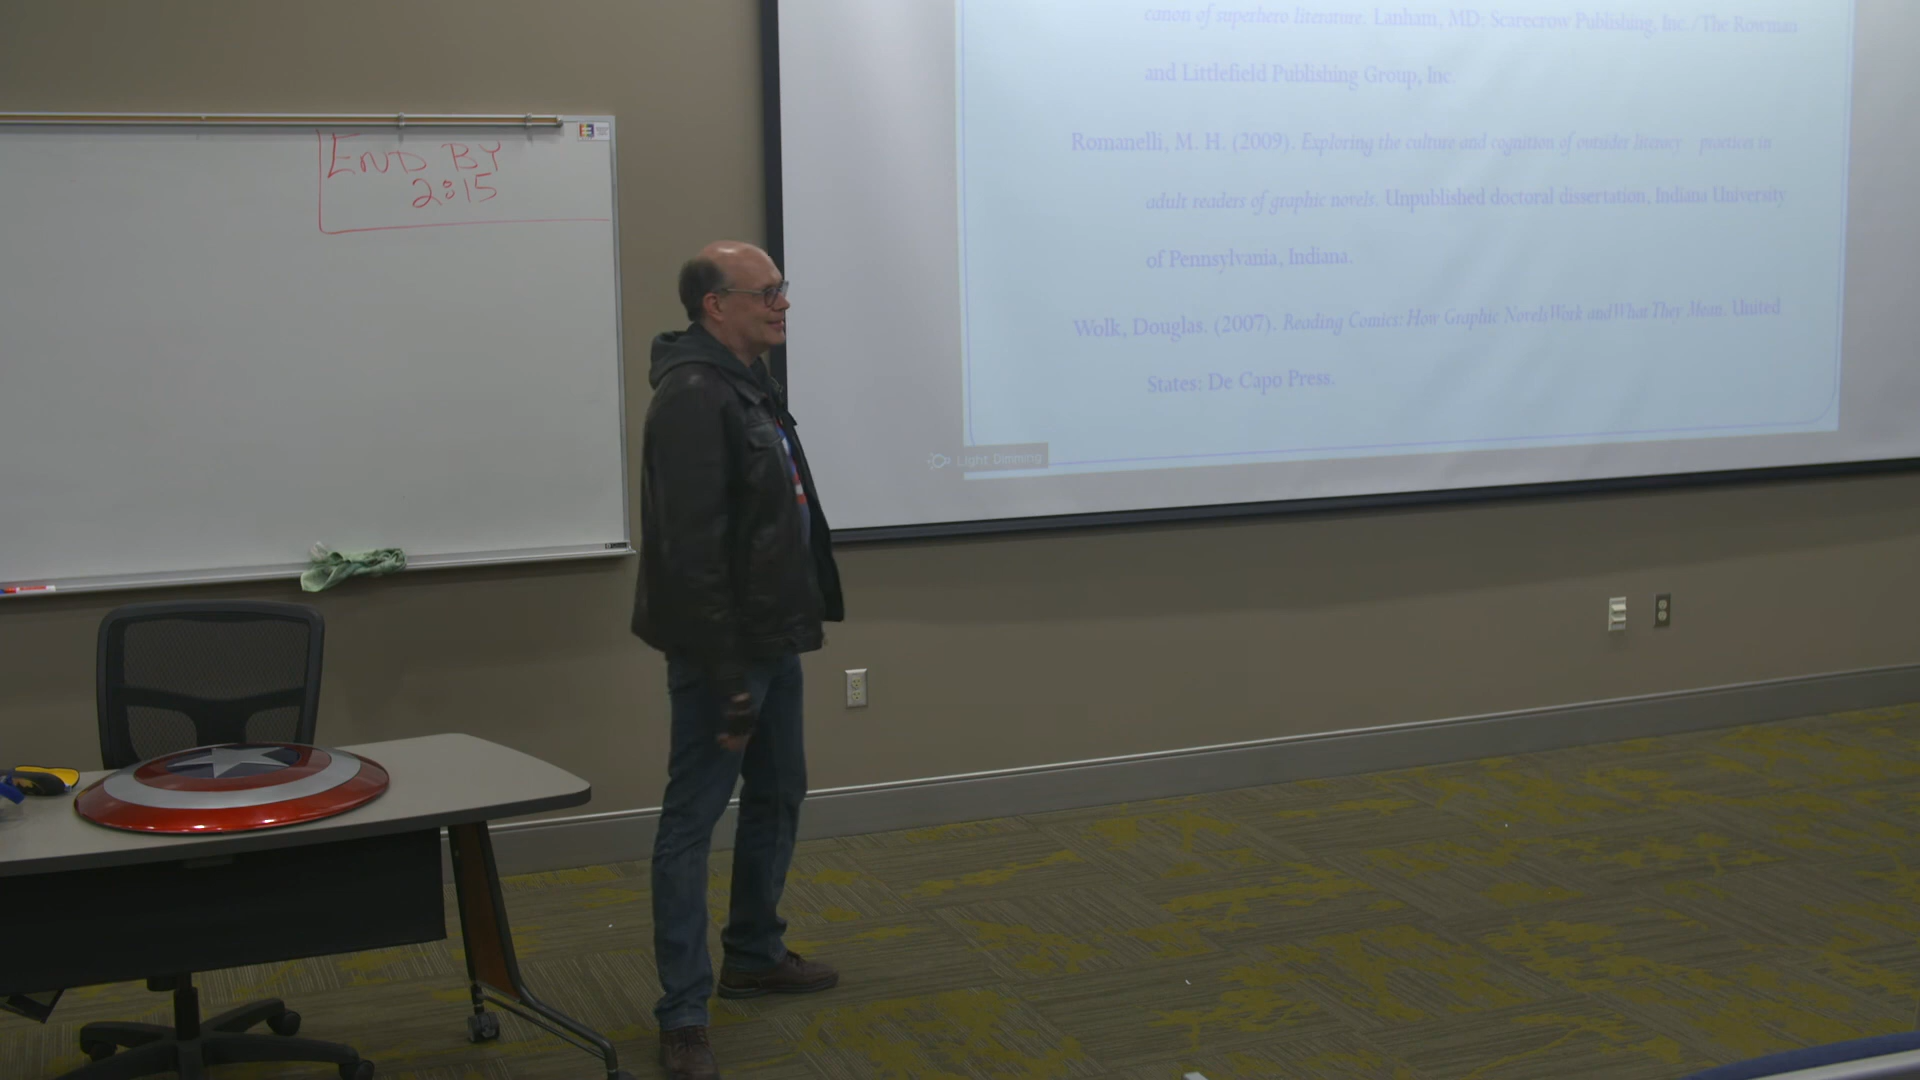 END BY
2:15
canon of superhero literature. Lanham, MD: Scarecrow Publishing, Inc./The Rowman
and Littlefield Publishing Group, Inc.
Romanelli, M. H. (2009). Exploring the culture and cognition of outsider literacy practices in
adult readers of graphic novels. Unpublished doctoral dissertation, Indiana University
of Pennsylvania, Indiana.
Wolk, Douglas. (2007). Reading Comics: How Graphic Novels Work and What They Mean. United
States: De Capo Press.
Light Dimming